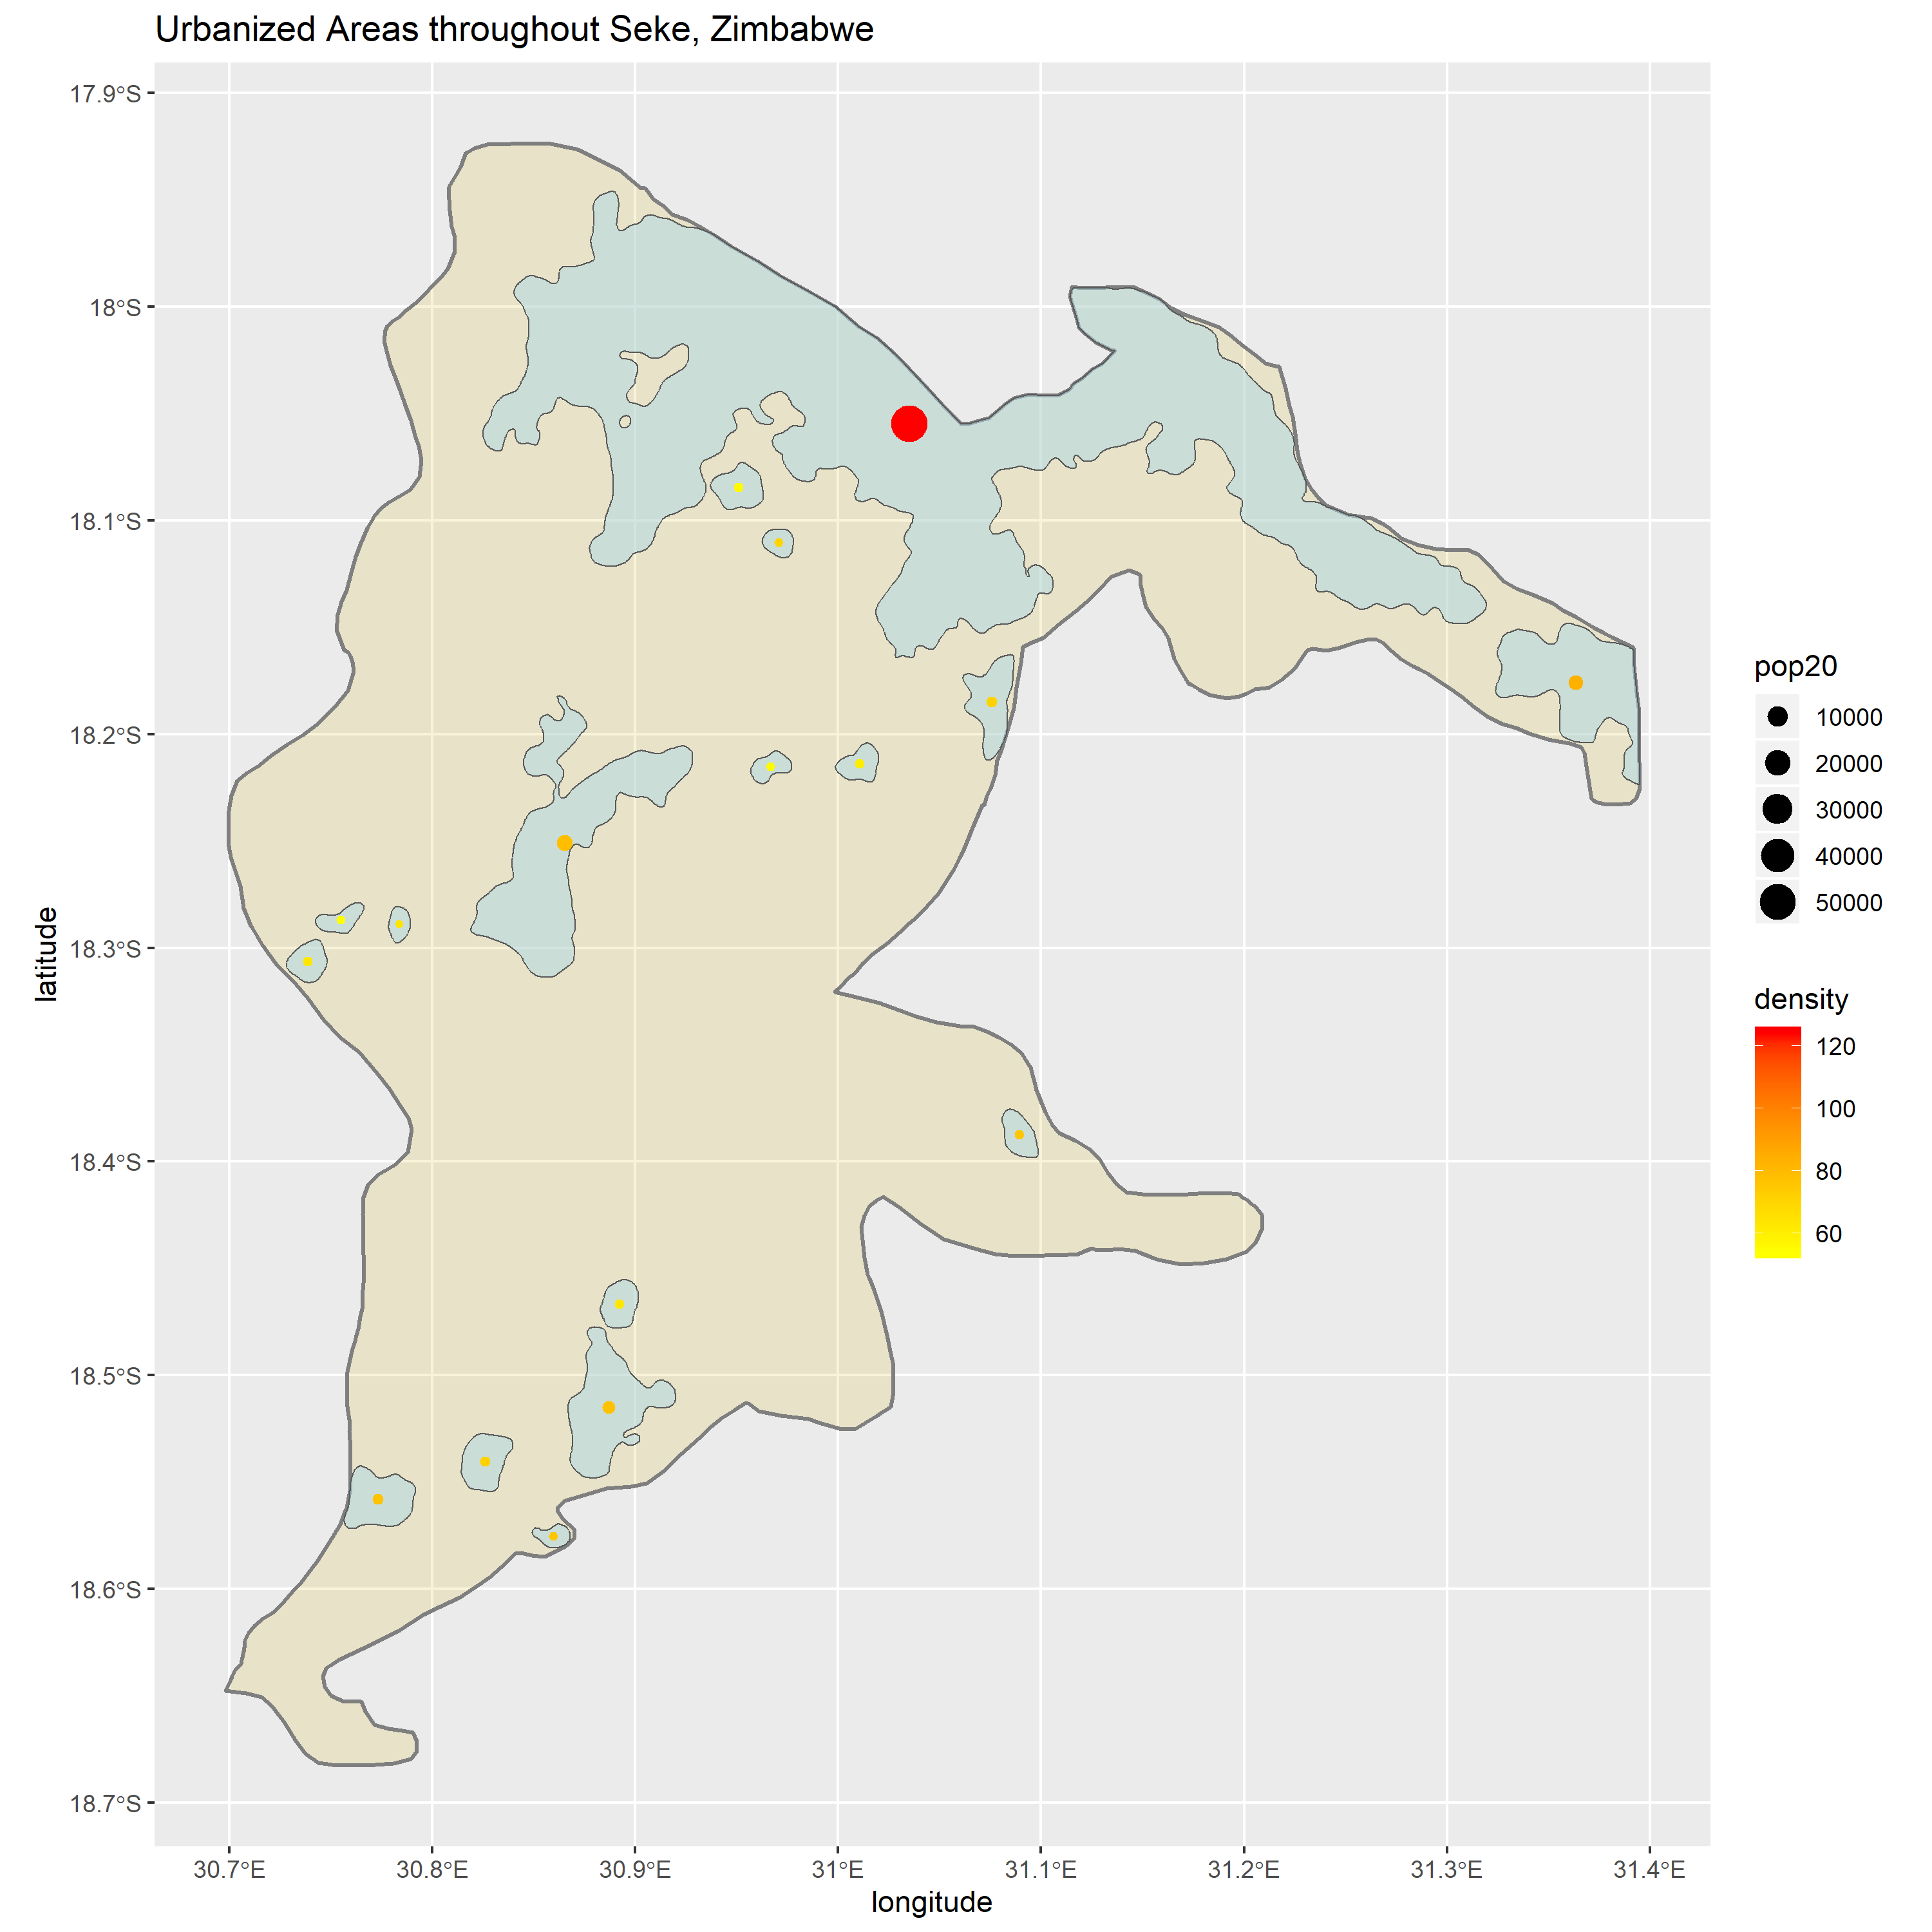 Urbanized Areas throughout Seke, Zimbabwe
17.9°S
18°S
18.1°S
18.2°S
18.3°S
18.4°S
18.5°S
18.6°S
18.7°S
latitude
30.7°E
30.8°E
30.9°E
31°E
31.1°E
31.2°E
31.3°E
31.4°E
longitude
pop20
10000
20000
30000
40000
50000
density
120
100
80
60